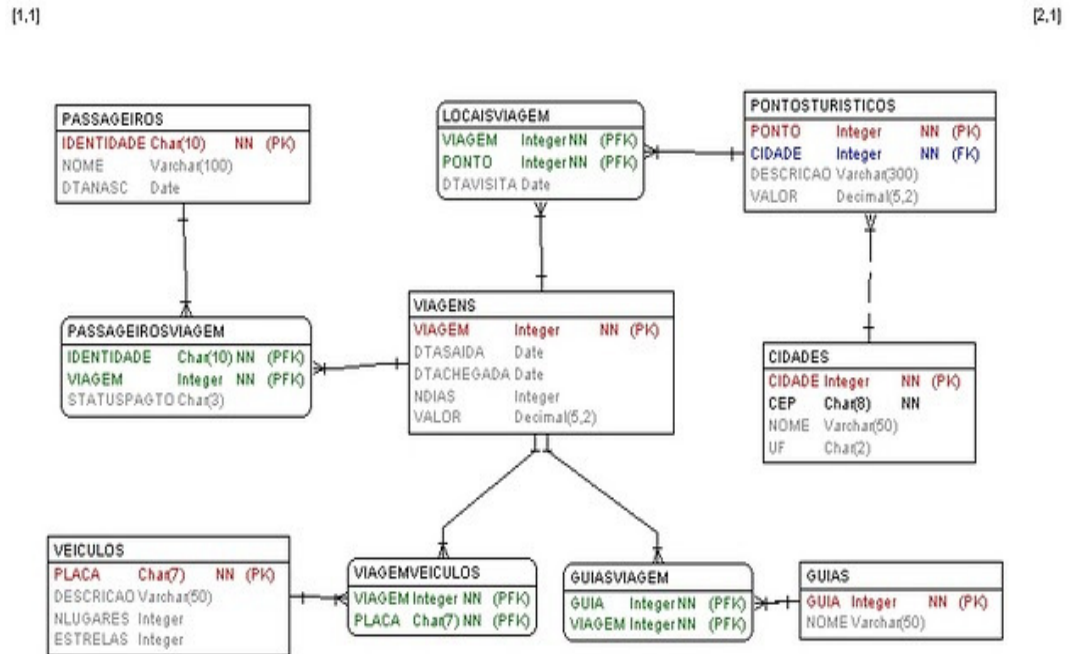 [1,1]
[2,1]
PASSAGEIROS
IDENTIDADE Char(10) NN (PK)
NOME Varchar(100)
DTANASC Date
LOCAISVIAGEM
VIAGEM Integer NN (PFK)
PONTO Integer NN (PFK)
DTAVISITA Date
PONTOSTURISTICOS
PONTO Integer NN (PK)
CIDADE Integer NN (FK)
DESCRICAO Varchar(300)
VALOR Decimal(5,2)
PASSAGEIROSVIAGEM
IDENTIDADE Char(10) NN (PFK)
VIAGEM Integer NN (PFK)
STATUSPAGTO Char(3)
VIAGENS
VIAGEM Integer NN (PK)
DTASAIDA Date
DTACHEGADA Date
NDIAS Integer
VALOR Decimal(5,2)
CIDADES
CIDADE Integer NN (PK)
CEP Char(8) NN
NOME Varchar(50)
UF Char(2)
VEICULOS
PLACA Char(7) NN (PK)
DESCRICAO Varchar(50)
NLUGARES Integer
ESTRELAS Integer
VIAGEMVEICULOS
VIAGEM Integer NN (PFK)
PLACA Char(7) NN (PFK)
GUIASVIAGEM
GUIA Integer NN (PFK)
VIAGEM Integer NN (PFK)
GUIAS
GUIA Integer NN (PK)
NOME Varchar(50)